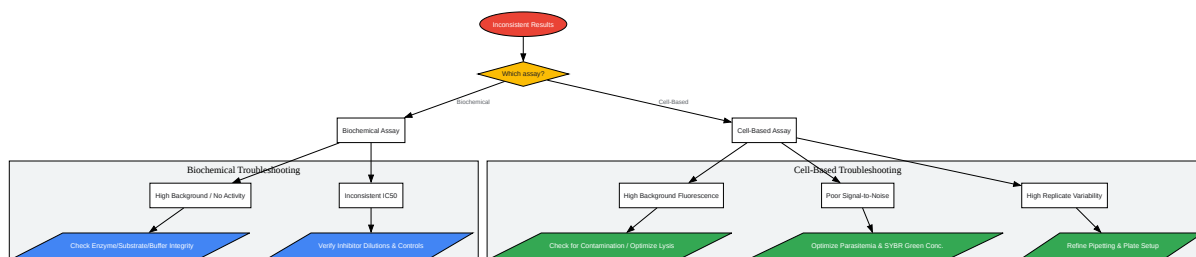 Inconsistent Results
Which assay?
Biochemical
Cell-Based
Biochemical Assay
Cell-Based Assay
Biochemical Troubleshooting
Cell-Based Troubleshooting
High Background / No Activity
Inconsistent IC50
High Background Fluorescence
Poor Signal-to-Noise
High Replicate Variability
Check Enzyme/Substrate/Buffer Integrity
Verify Inhibitor Dilutions & Controls
Check for Contamination / Optimize Lysis
Optimize Parasitemia & SYBR Green Conc.
Refine Pipetting & Plate Setup